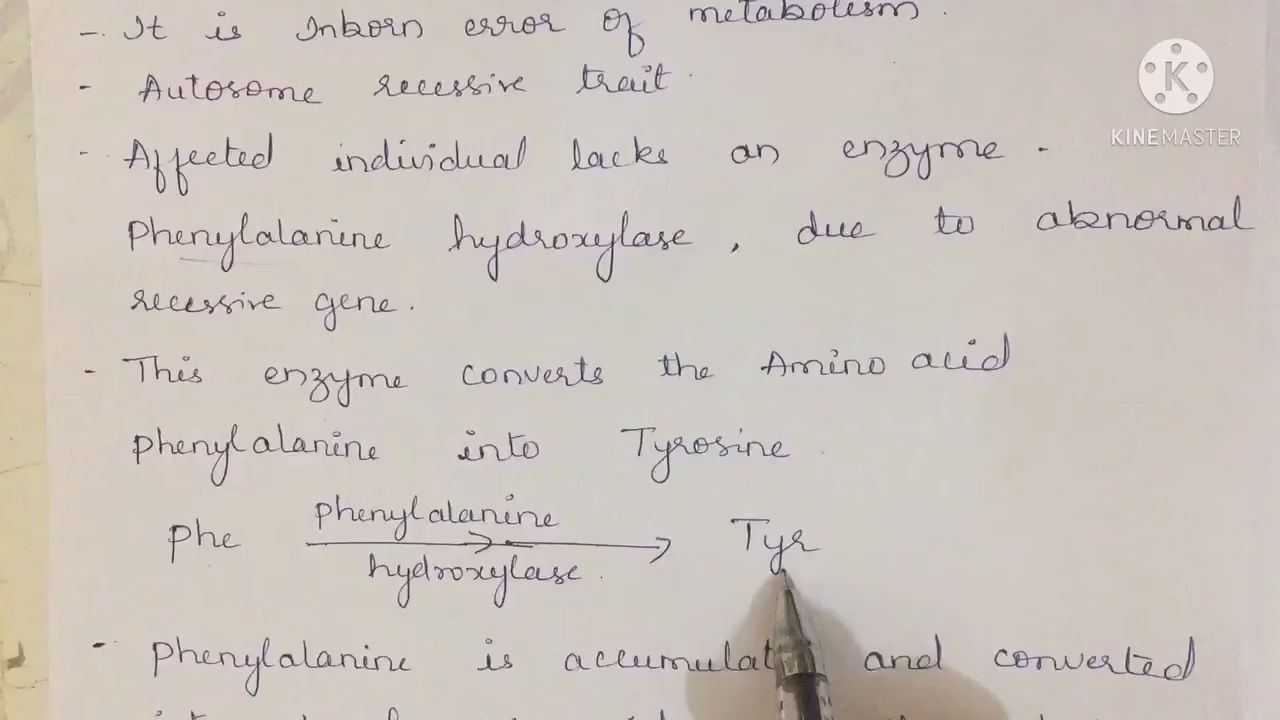 - It is Inborn error of metabolism.
- Autosome recessive trait
- Affected individual lacks an enzyme.
phenylalanine hydroxylase, due to abnormal
recessive gene.
- This enzyme converts the Amino acid
phenylalanine into Tyrosine
phe phenylalanine hydroxylase Tyr
- phenylalanine is accumulat and converted
K
KINEMASTER